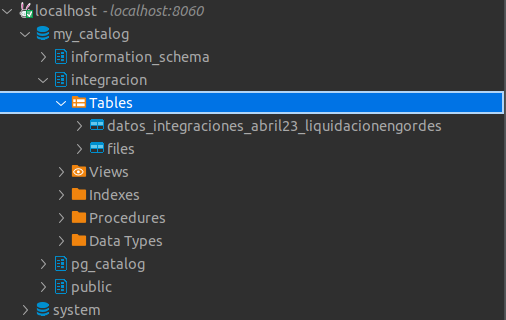 localhost - localhost:8060
my_catalog
information_schema
integracion
Tables
datos_integraciones_abril23_liquidacionengordes
files
Views
Indexes
Procedures
Data Types
pg_catalog
public
system